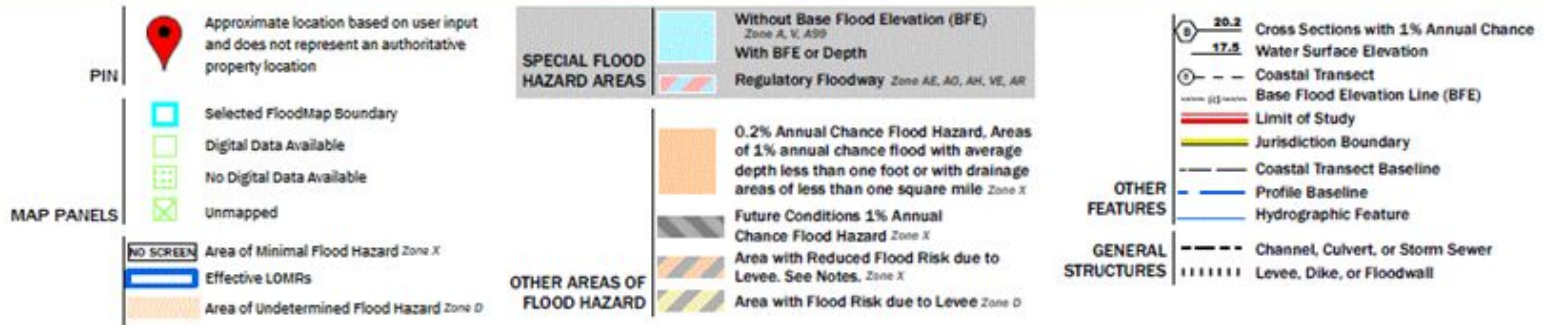 PIN
Approximate location based on user input
and does not represent an authoritative
property location
MAP PANELS
Selected FloodMap Boundary
Digital Data Available
No Digital Data Available
Unmapped
NO SCREEN Area of Minimal Flood Hazard Zone X
Effective LOMRs
Area of Undetermined Flood Hazard Zone D
SPECIAL FLOOD
HAZARD AREAS
Without Base Flood Elevation (BFE)
Zone A, V, A99
With BFE or Depth
Regulatory Floodway Zone AE, AO, AH, VE, AR
OTHER AREAS OF
FLOOD HAZARD
0.2% Annual Chance Flood Hazard, Areas
of 1% annual chance flood with average
depth less than one foot or with drainage
areas of less than one square mile Zone X
Future Conditions 1% Annual
Chance Flood Hazard Zone X
Area with Reduced Flood Risk due to
Levee. See Notes. Zone X
Area with Flood Risk due to Levee Zone D
OTHER
FEATURES
B 20.2 Cross Sections with 1% Annual Chance
17.5 Water Surface Elevation
Coastal Transect
Base Flood Elevation Line (BFE)
Limit of Study
Jurisdiction Boundary
Coastal Transect Baseline
Profile Baseline
Hydrographic Feature
GENERAL
STRUCTURES
Channel, Culvert, or Storm Sewer
Levee, Dike, or Floodwall